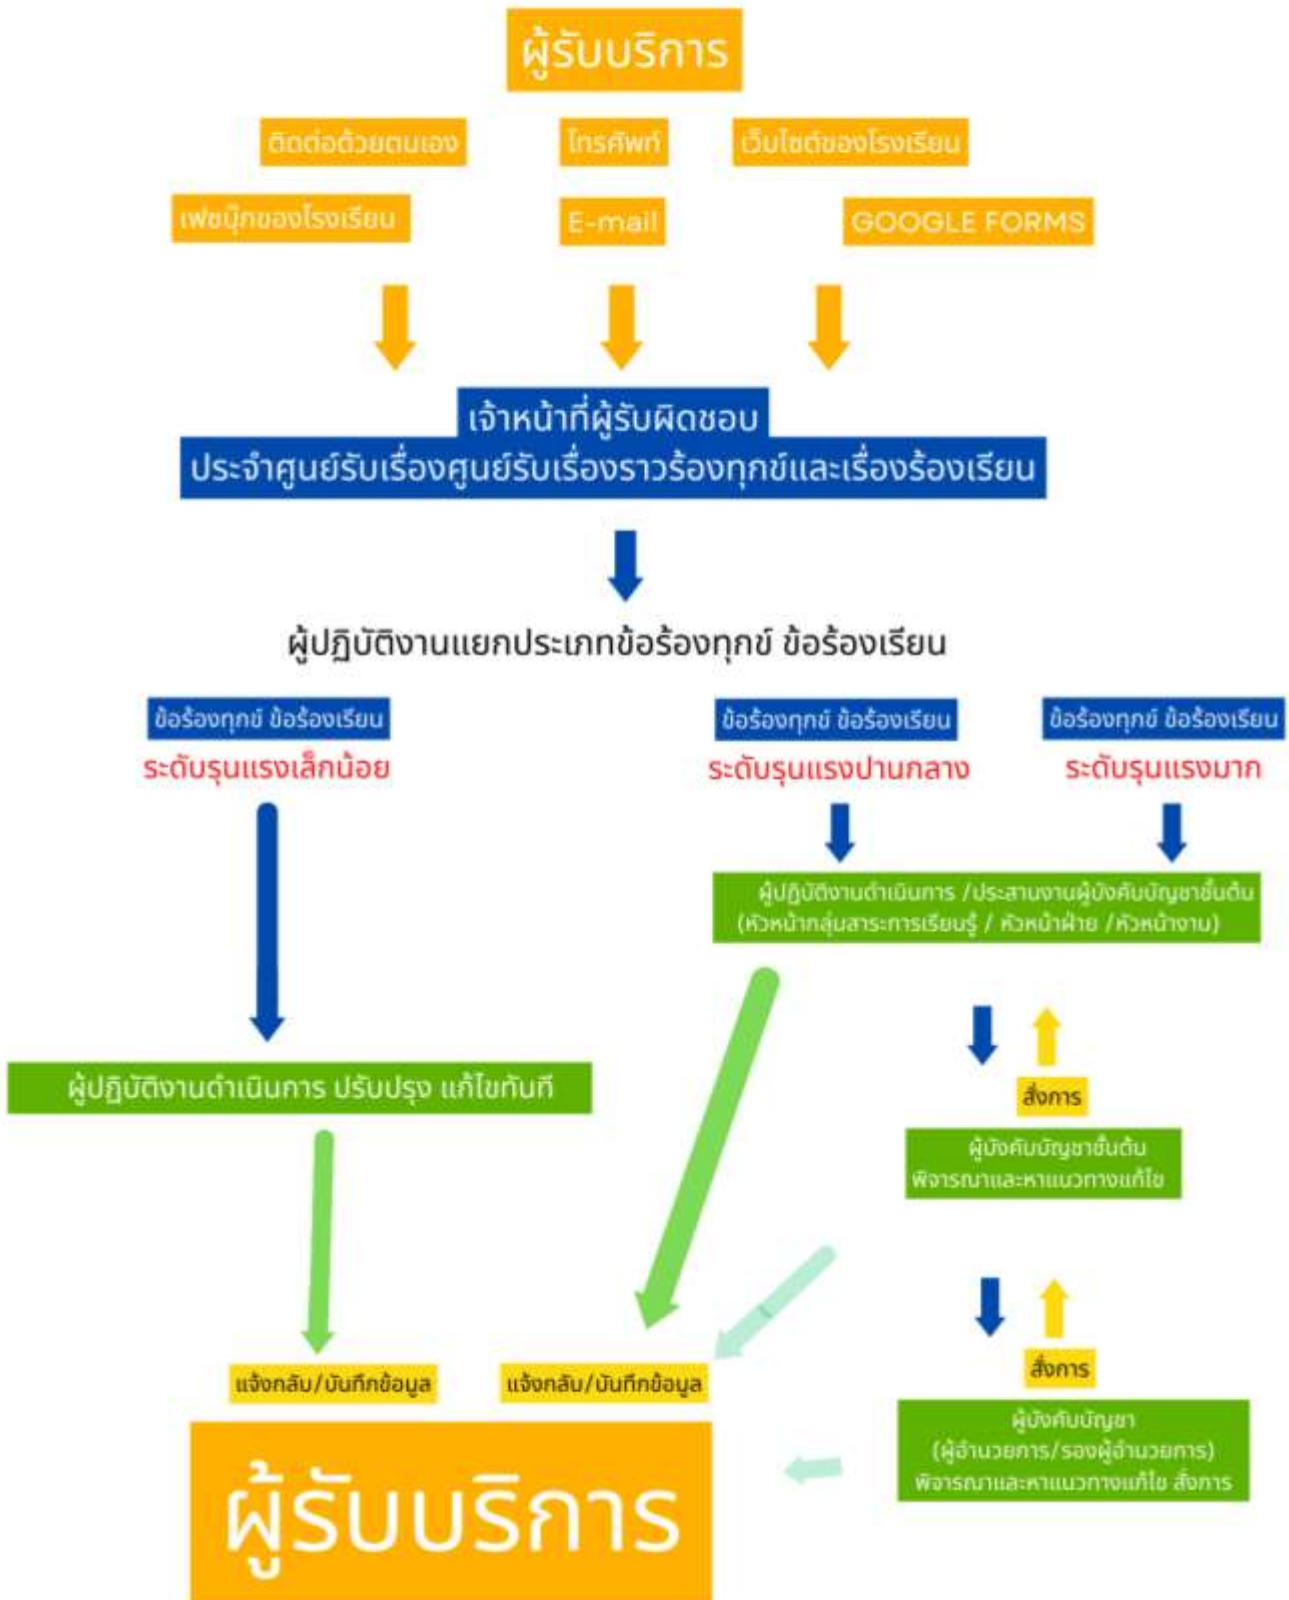 ผู้รับบริการ
ติดต่อด้วยตนเอง
โทรศัพท์
เว็บไซต์ของโรงเรียน
เฟซบุ๊กของโรงเรียน
E-mail
GOOGLE FORMS
เจ้าหน้าที่ผู้รับผิดชอบ
ประจำศูนย์รับเรื่องศูนย์รับเรื่องราวร้องทุกข์และเรื่องร้องเรียน
ผู้ปฏิบัติงานแยกประเภทข้อร้องทุกข์ ข้อร้องเรียน
ข้อร้องทุกข์ ข้อร้องเรียน
ระดับรุนแรงเล็กน้อย
ข้อร้องทุกข์ ข้อร้องเรียน
ระดับรุนแรงปานกลาง
ข้อร้องทุกข์ ข้อร้องเรียน
ระดับรุนแรงมาก
ผู้ปฏิบัติงานดำเนินการ /ประสานงานผู้บังคับบัญชาชั้นต้น
(หัวหน้ากลุ่มสาระการเรียนรู้ / หัวหน้าฝ่าย /หัวหน้างาน)
ผู้ปฏิบัติงานดำเนินการ ปรับปรุง แก้ไขทันที
สั่งการ
ผู้บังคับบัญชาชั้นต้น
พิจารณาและหาแนวทางแก้ไข
สั่งการ
ผู้บังคับบัญชา
(ผู้อำนวยการ/รองผู้อำนวยการ)
พิจารณาและหาแนวทางแก้ไข สั่งการ
แจ้งกลับ/บันทึกข้อมูล
แจ้งกลับ/บันทึกข้อมูล
ผู้รับบริการ